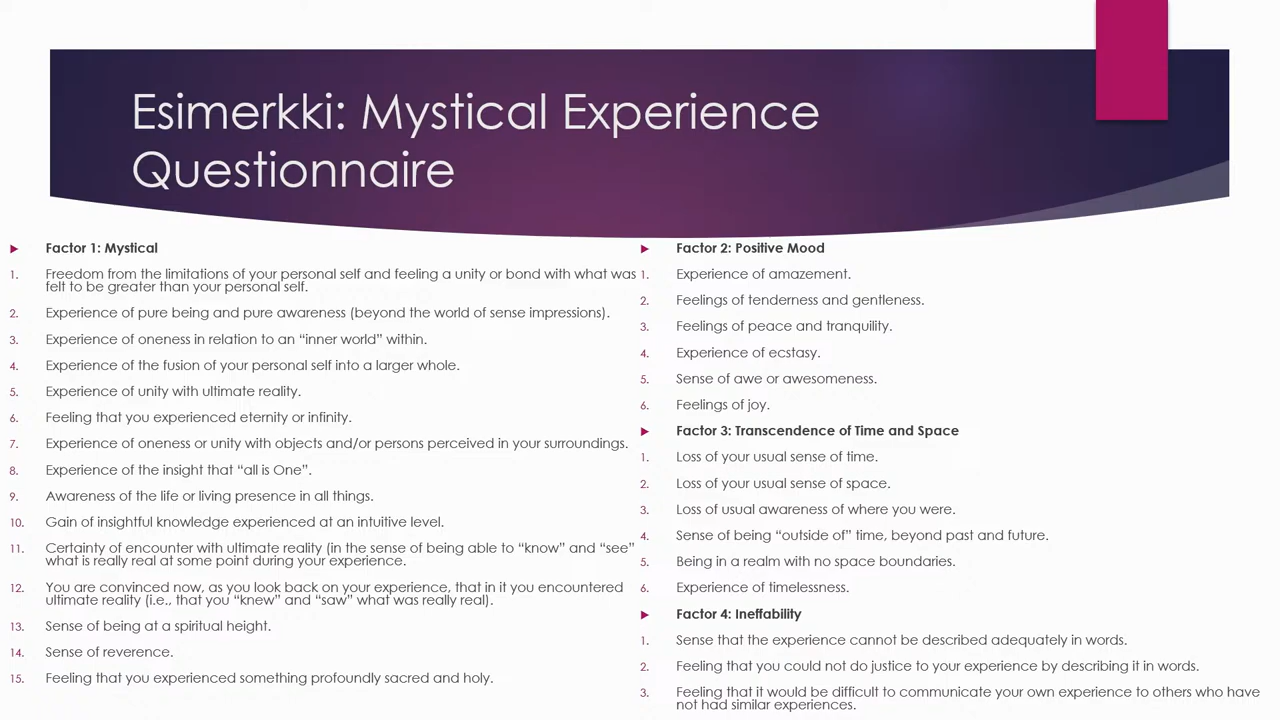 Esimerkki: Mystical Experience
Questionnaire
Factor 1: Mystical
1. Freedom from the limitations of your personal self and feeling a unity or bond with what was
felt to be greater than your personal self.
2. Experience of pure being and pure awareness (beyond the world of sense impressions).
3. Experience of oneness in relation to an “inner world” within.
4. Experience of the fusion of your personal self into a larger whole.
5. Experience of unity with ultimate reality.
6. Feeling that you experienced eternity or infinity.
7. Experience of oneness or unity with objects and/or persons perceived in your surroundings.
8. Experience of the insight that “all is One”.
9. Awareness of the life or living presence in all things.
10. Gain of insightful knowledge experienced at an intuitive level.
11. Certainty of encounter with ultimate reality (in the sense of being able to “know” and “see”
what is really real at some point during your experience.
12. You are convinced now, as you look back on your experience, that in it you encountered
ultimate reality (i.e., that you “knew” and “saw” what was really real).
13. Sense of being at a spiritual height.
14. Sense of reverence.
15. Feeling that you experienced something profoundly sacred and holy.
Factor 2: Positive Mood
1. Experience of amazement.
2. Feelings of tenderness and gentleness.
3. Feelings of peace and tranquility.
4. Experience of ecstasy.
5. Sense of awe or awesomeness.
6. Feelings of joy.
Factor 3: Transcendence of Time and Space
1. Loss of your usual sense of time.
2. Loss of your usual sense of space.
3. Loss of usual awareness of where you were.
4. Sense of being “outside of” time, beyond past and future.
5. Being in a realm with no space boundaries.
6. Experience of timelessness.
Factor 4: Ineffability
1. Sense that the experience cannot be described adequately in words.
2. Feeling that you could not do justice to your experience by describing it in words.
3. Feeling that it would be difficult to communicate your own experience to others who have
not had similar experiences.